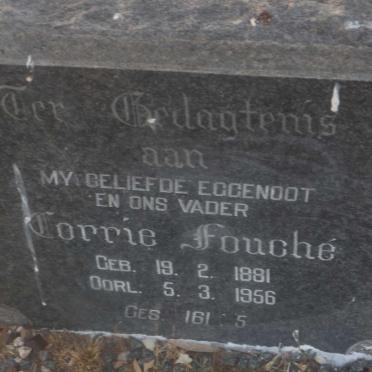 Ter Gedagtenis
aan
MY GELIEFDE EGGENOOT
EN ONS VADER
Corrie Fouché
GEB. 19. 2. 1881
OORL. 5. 3. 1956
GES. 161 : 5